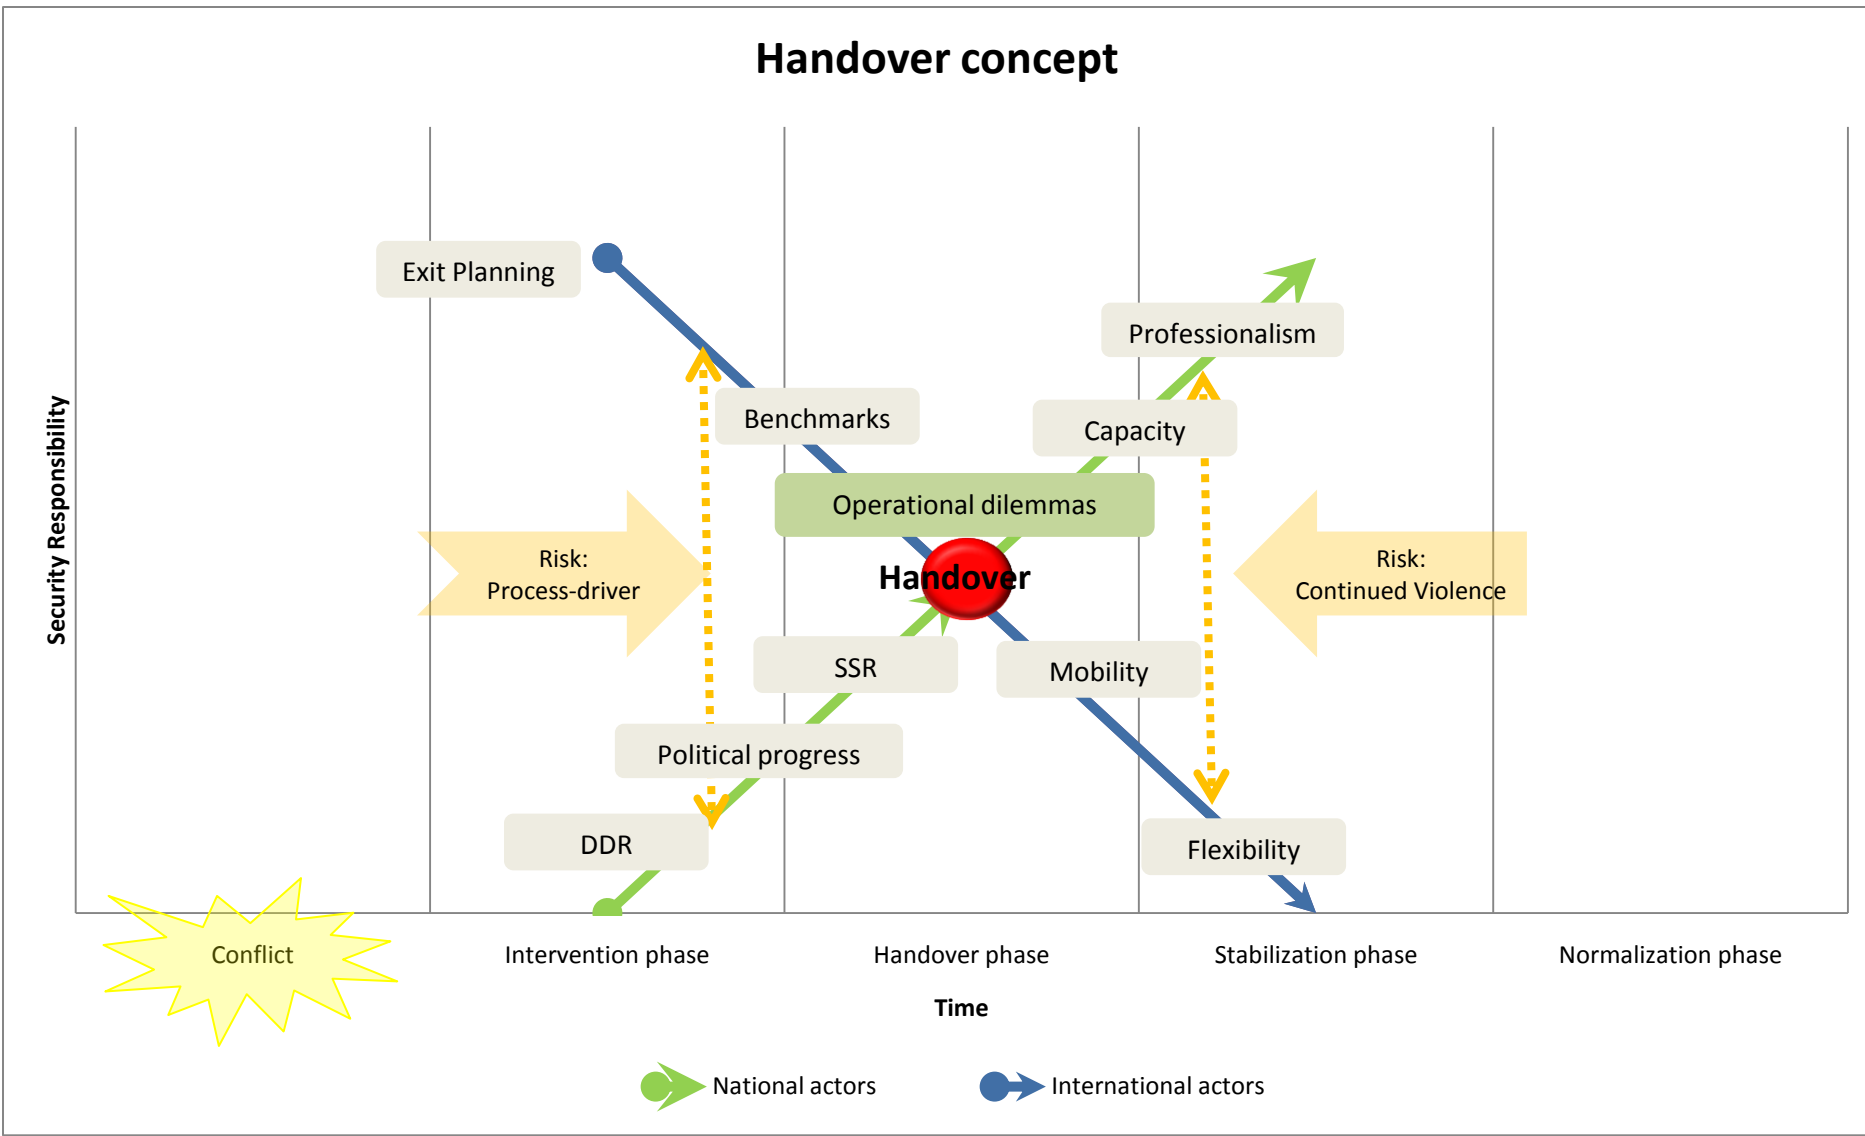 Handover concept
Exit Planning
Professionalism
Benchmarks
Capacity
Operational dilemmas
Security Responsibility
Risk:
Process-driver
Handover
Risk:
Continued Violence
SSR
Mobility
Political progress
DDR
Flexibility
Conflict
Intervention phase
Handover phase
Stabilization phase
Normalization phase
Time
National actors
International actors